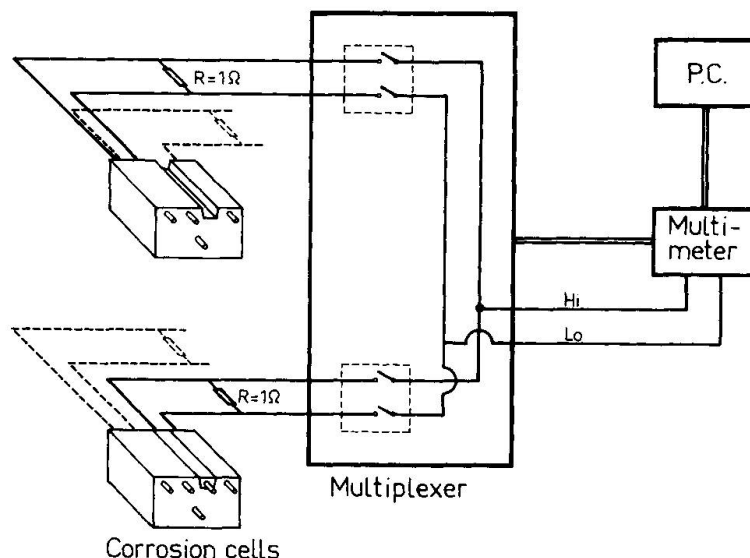 R=1Ω
P.C.
Multi-
meter
Hi
Lo
R=1Ω
Multiplexer
Corrosion cells